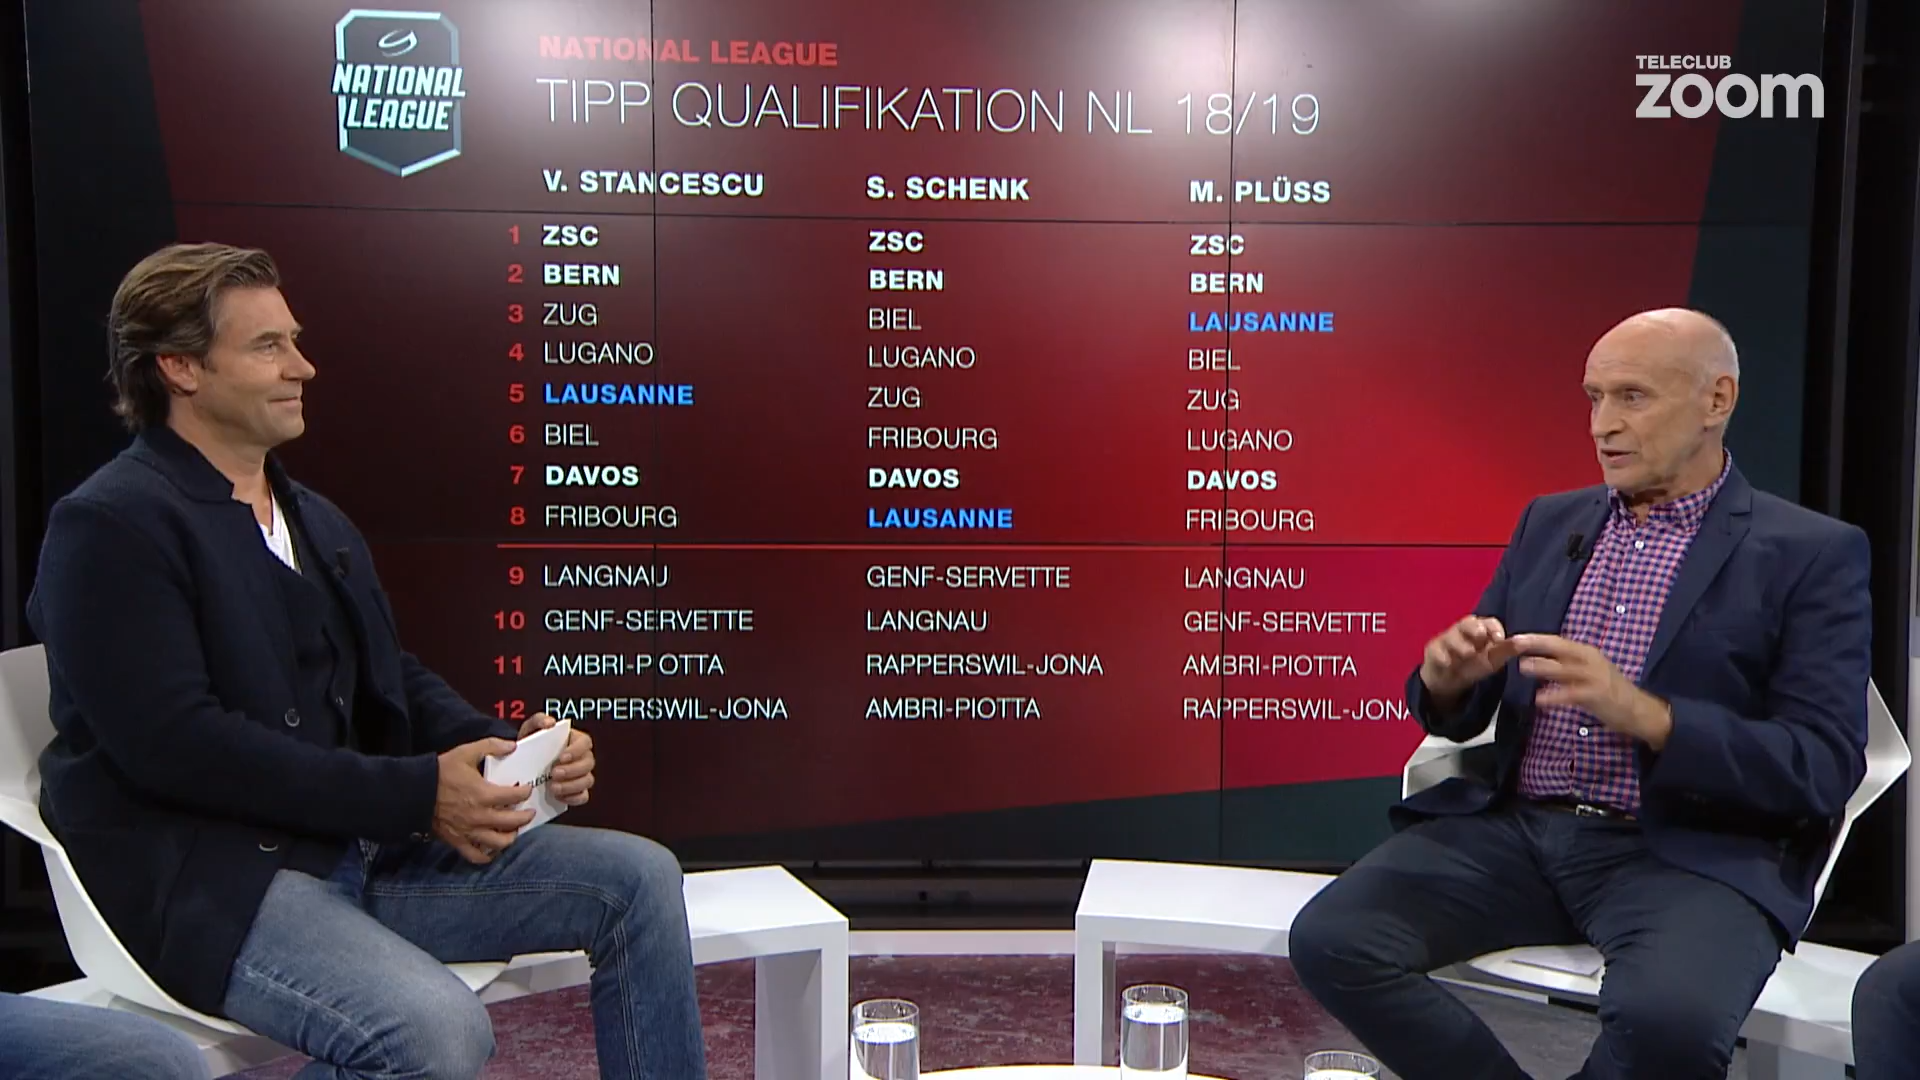 NATIONAL LEAGUE
TELECLUB
zoom
NATIONAL
LEAGUE
TIPP QUALIFIKATION NL 18/19
V. STANCESCU S. SCHENK M. PLÜSS
1 ZSC ZSC ZSC
2 BERN BERN BERN
3 ZUG BIEL LAUSANNE
4 LUGANO LUGANO BIEL
5 LAUSANNE ZUG ZUG
6 BIEL FRIBOURG LUGANO
7 DAVOS DAVOS DAVOS
8 FRIBOURG LAUSANNE FRIBOURG
9 LANGNAU GENF-SERVETTE LANGNAU
10 GENF-SERVETTE LANGNAU GENF-SERVETTE
11 AMBRI-PIOTTA RAPPERSWIL-JONA AMBRI-PIOTTA
12 RAPPERSWIL-JONA AMBRI-PIOTTA RAPPERSWIL-JONA